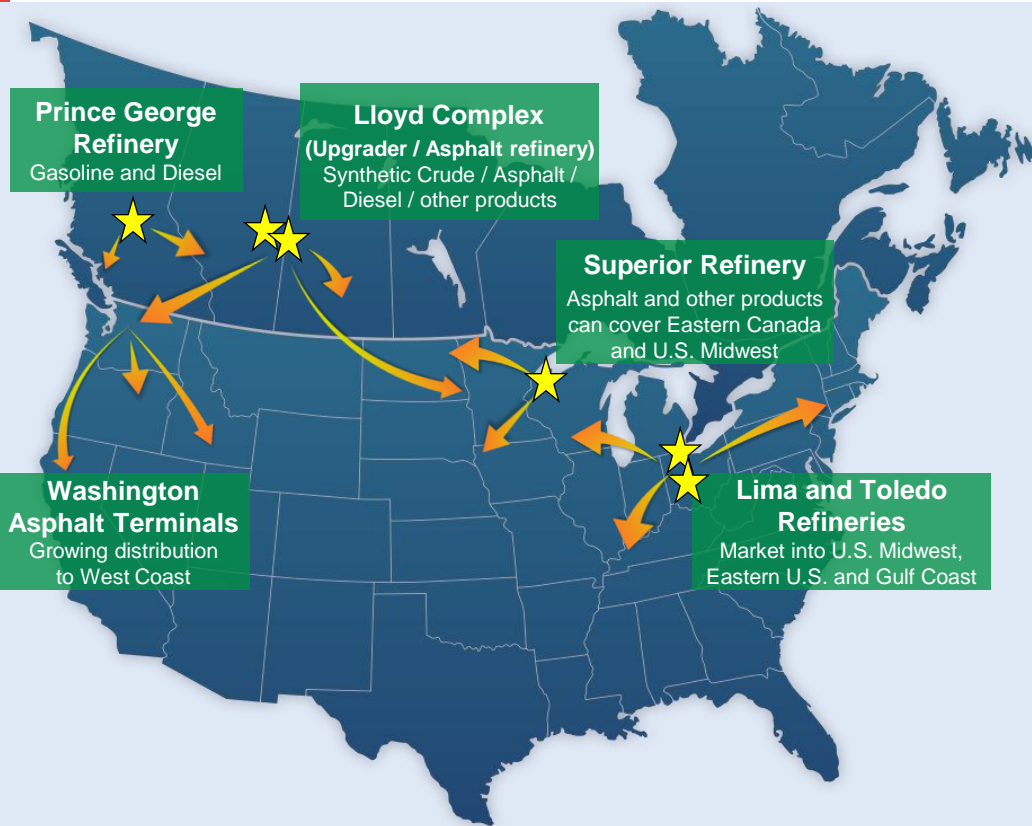 Prince George
Refinery
Gasoline and Diesel
Lloyd Complex
(Upgrader / Asphalt refinery)
Synthetic Crude / Asphalt /
Diesel / other products
Superior Refinery
Asphalt and other products
can cover Eastern Canada
and U.S. Midwest
Washington
Asphalt Terminals
Growing distribution
to West Coast
Lima and Toledo
Refineries
Market into U.S. Midwest,
Eastern U.S. and Gulf Coast